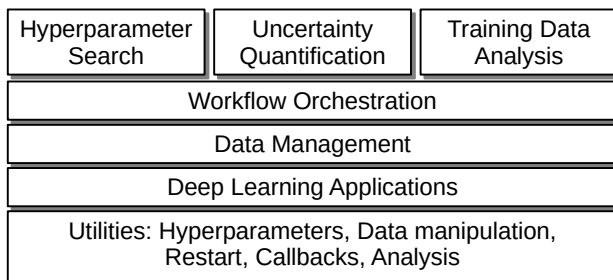 Hyperparameter
Search
Uncertainty
Quantification
Training Data
Analysis
Workflow Orchestration
Data Management
Deep Learning Applications
Utilities: Hyperparameters, Data manipulation,
Restart, Callbacks, Analysis